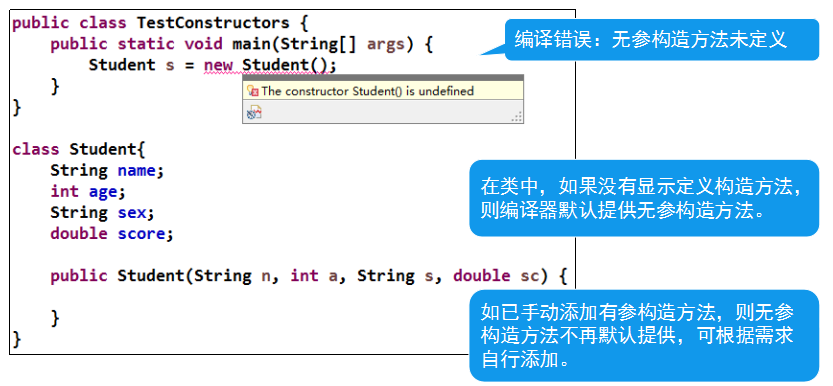 public class TestConstructors {
public static void main(String[] args) {
Student s = new Student();
}
}
编译错误：无参构造方法未定义
The constructor Student() is undefined
class Student{
String name;
int age;
String sex;
double score;
在类中，如果没有显示定义构造方法，
则编译器默认提供无参构造方法。
public Student(String n, int a, String s, double sc) {
}
}
如已手动添加有参构造方法，则无参
构造方法不再默认提供，可根据需求
自行添加。